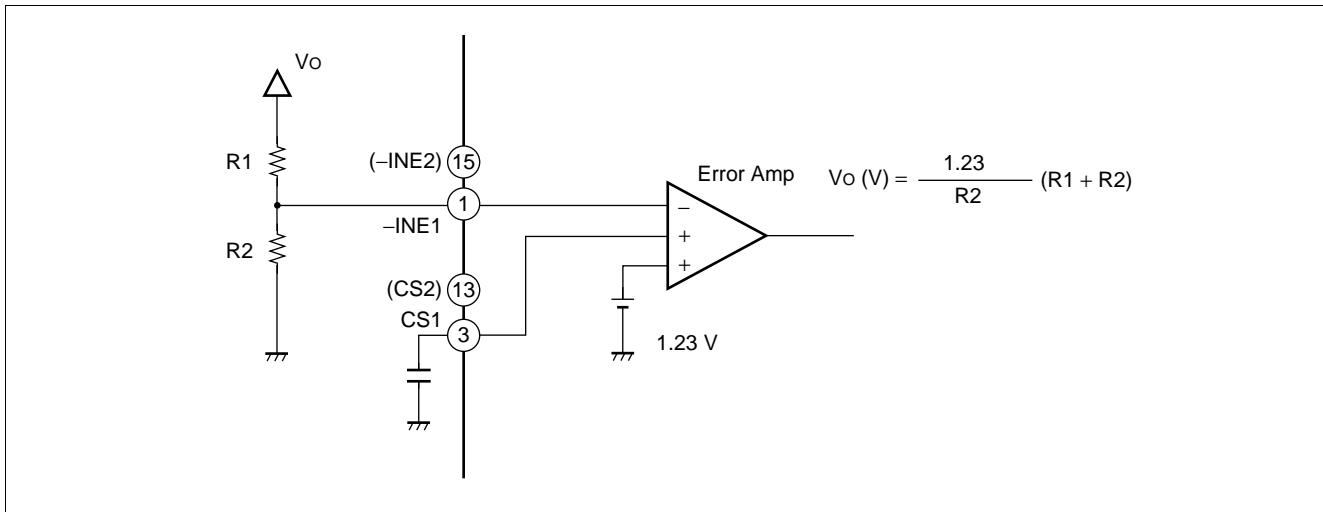 Vo
R1
(–INE2) 15
Error Amp
Vo (V) = 1.23 / R2 (R1 + R2)
1
–
–INE1
+
R2
+
(CS2) 13
CS1
3
1.23 V